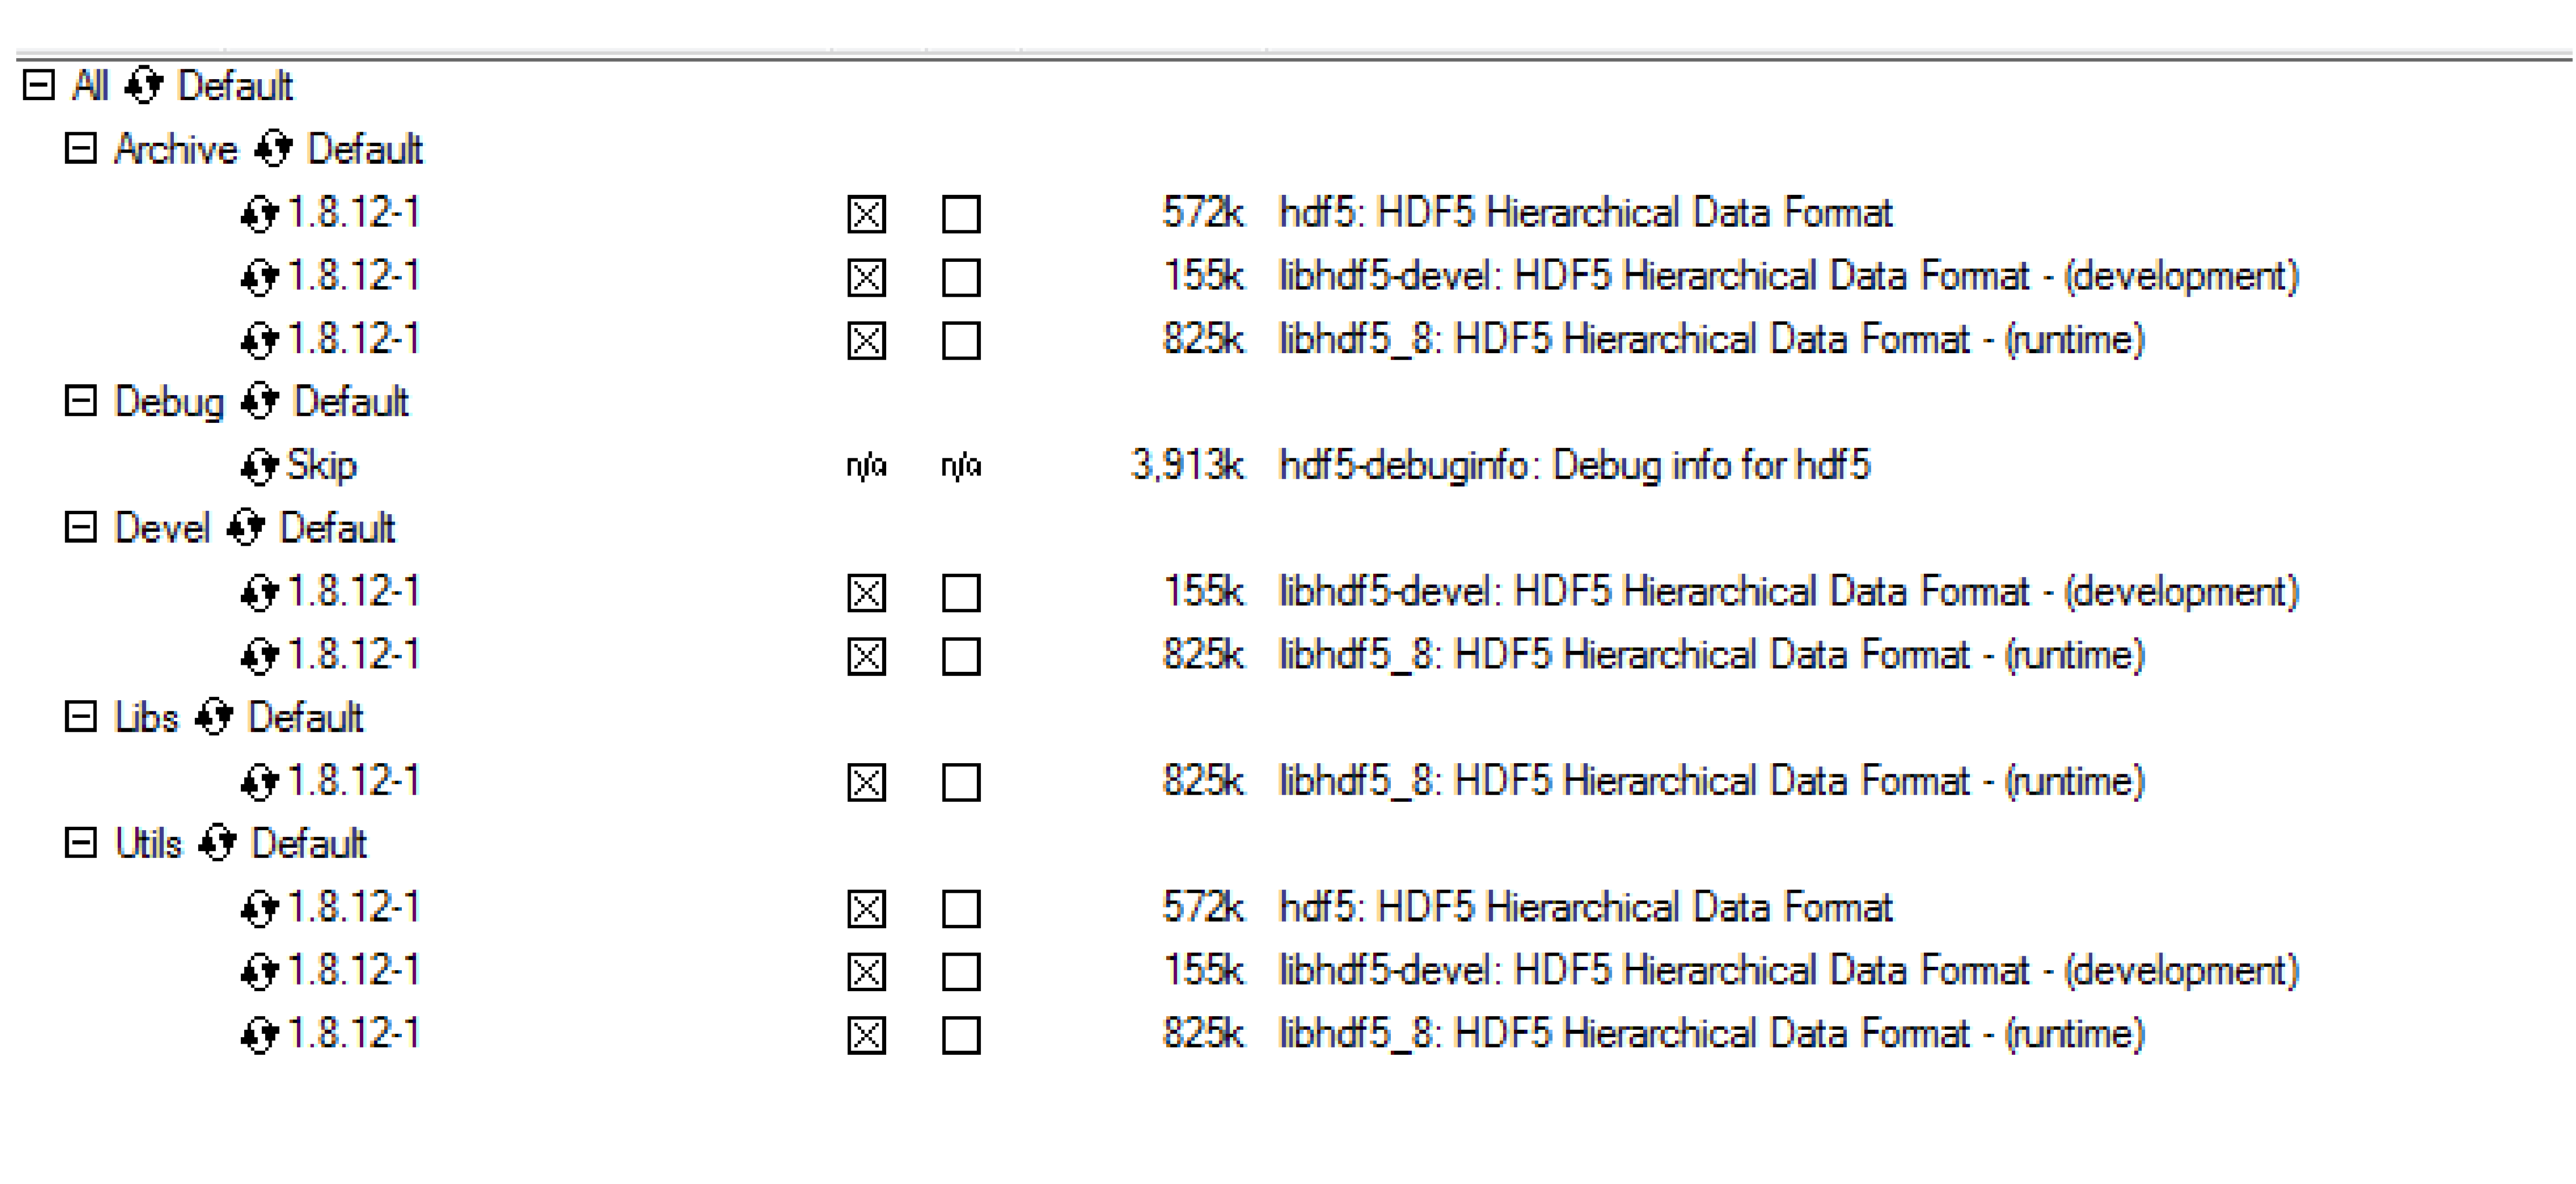 All Default
Archive Default
1.8.12-1 572k hdf5: HDF5 Hierarchical Data Format
1.8.12-1 155k libhdf5-devel: HDF5 Hierarchical Data Format - (development)
1.8.12-1 825k libhdf5_8: HDF5 Hierarchical Data Format - (runtime)
Debug Default
Skip n/a n/a 3,913k hdf5-debuginfo: Debug info for hdf5
Devel Default
1.8.12-1 155k libhdf5-devel: HDF5 Hierarchical Data Format - (development)
1.8.12-1 825k libhdf5_8: HDF5 Hierarchical Data Format - (runtime)
Libs Default
1.8.12-1 825k libhdf5_8: HDF5 Hierarchical Data Format - (runtime)
Utils Default
1.8.12-1 572k hdf5: HDF5 Hierarchical Data Format
1.8.12-1 155k libhdf5-devel: HDF5 Hierarchical Data Format - (development)
1.8.12-1 825k libhdf5_8: HDF5 Hierarchical Data Format - (runtime)